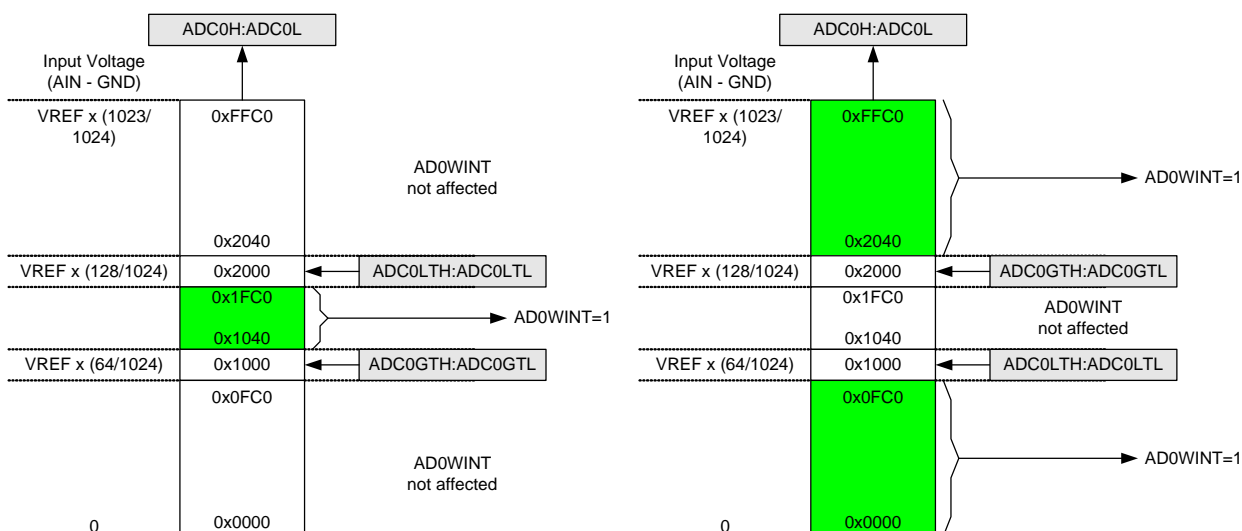 ADC0H:ADC0L
Input Voltage
(AIN - GND)
VREF x (1023/
1024)
0xFFC0
AD0WINT
not affected
0x2040
VREF x (128/1024)
0x2000
ADC0LTH:ADC0LTL
0x1FC0
AD0WINT=1
0x1040
VREF x (64/1024)
0x1000
ADC0GTH:ADC0GTL
0x0FC0
AD0WINT
not affected
0
0x0000
ADC0H:ADC0L
Input Voltage
(AIN - GND)
VREF x (1023/
1024)
0xFFC0
AD0WINT=1
0x2040
VREF x (128/1024)
0x2000
ADC0GTH:ADC0GTL
0x1FC0
AD0WINT
not affected
0x1040
VREF x (64/1024)
0x1000
ADC0LTH:ADC0LTL
0x0FC0
AD0WINT=1
0
0x0000